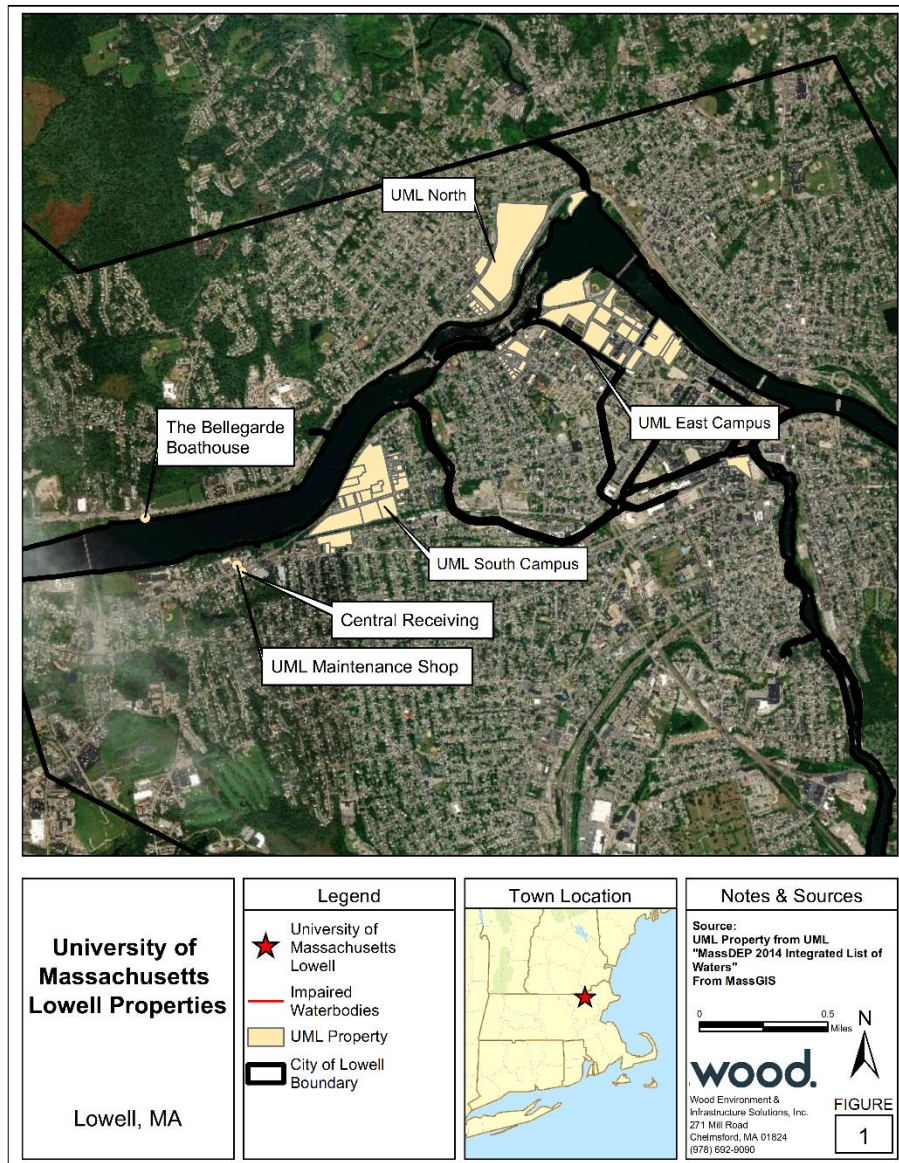 UML North
The Bellegarde
Boathouse
UML East Campus
UML South Campus
Central Receiving
UML Maintenance Shop
University of
Massachusetts
Lowell Properties
Lowell, MA
Legend
University of
Massachusetts
Lowell
Impaired
Waterbodies
UML Property
City of Lowell
Boundary
Town Location
Notes & Sources
Source:
UML Property from UML
"MassDEP 2014 Integrated List of
Waters"
From MassGIS
0 0.5
Miles
N
wood.
Wood Environment &
Infrastructure Solutions, Inc.
271 Mill Road
Chelmsford, MA 01824
(978) 692-9090
FIGURE
1